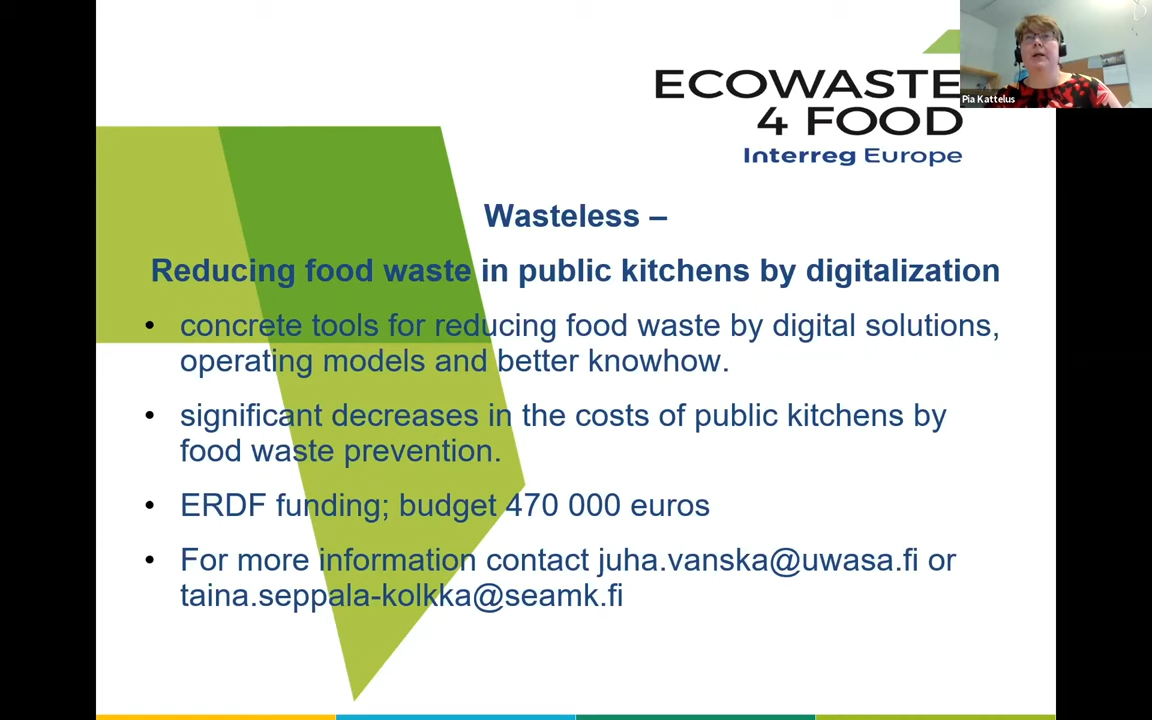 ECOWASTE
4 FOOD
Interreg Europe
Pia Kattelus
Wasteless –
Reducing food waste in public kitchens by digitalization
• concrete tools for reducing food waste by digital solutions,
operating models and better knowhow.
• significant decreases in the costs of public kitchens by
food waste prevention.
• ERDF funding; budget 470 000 euros
• For more information contact juha.vanska@uwasa.fi or
taina.seppala-kolkka@seamk.fi